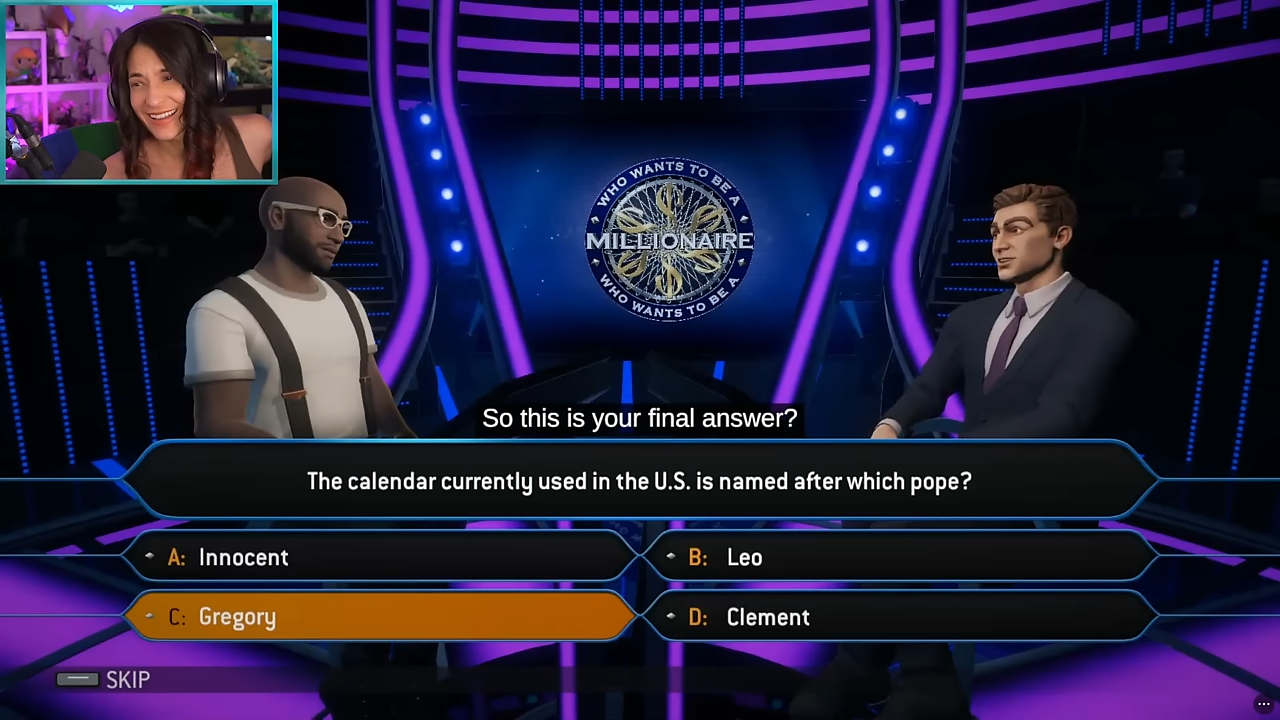 WHO WANTS TO BE A
MILLIONAIRE
WHO WANTS TO BE A
So this is your final answer?
The calendar currently used in the U.S. is named after which pope?
A: Innocent
B: Leo
C: Gregory
D: Clement
SKIP